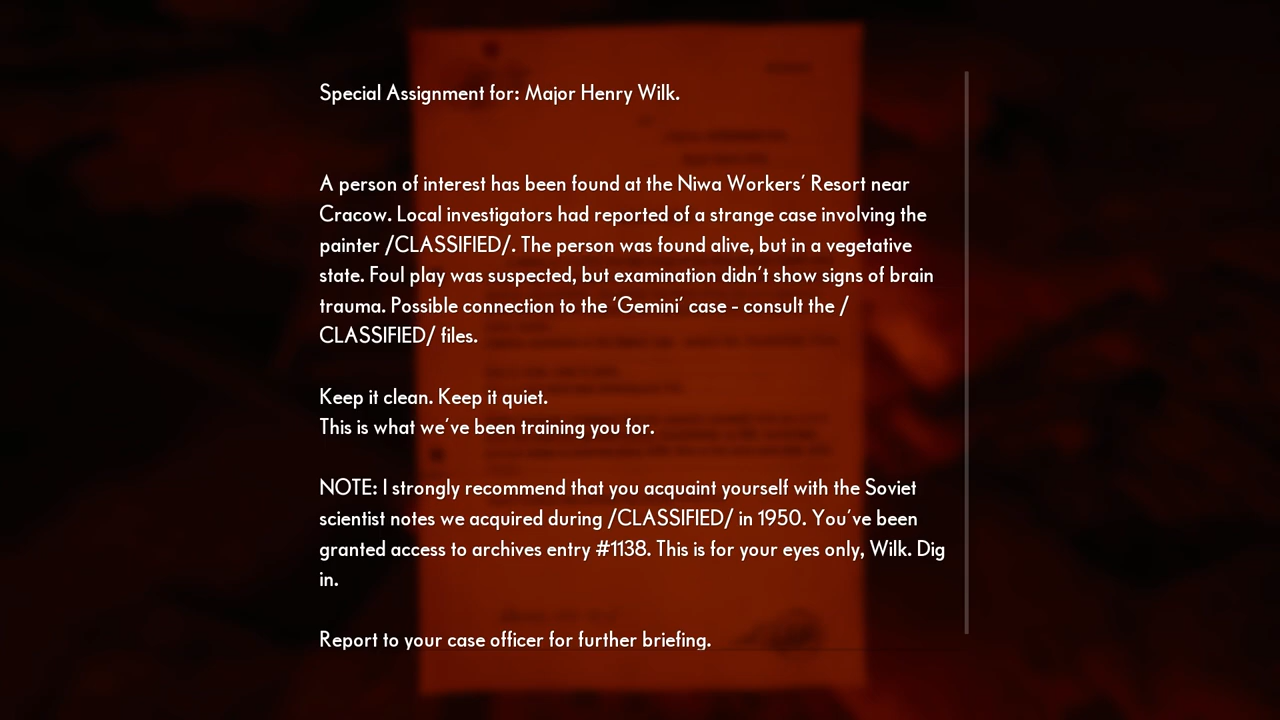 Special Assignment for: Major Henry Wilk.
A person of interest has been found at the Niwa Workers' Resort near
Cracow. Local investigators had reported of a strange case involving the
painter /CLASSIFIED/. The person was found alive, but in a vegetative
state. Foul play was suspected, but examination didn't show signs of brain
trauma. Possible connection to the 'Gemini' case - consult the /
CLASSIFIED/ files.
Keep it clean. Keep it quiet.
This is what we've been training you for.
NOTE: I strongly recommend that you acquaint yourself with the Soviet
scientist notes we acquired during /CLASSIFIED/ in 1950. You've been
granted access to archives entry #1138. This is for your eyes only, Wilk. Dig
in.
Report to your case officer for further briefing.